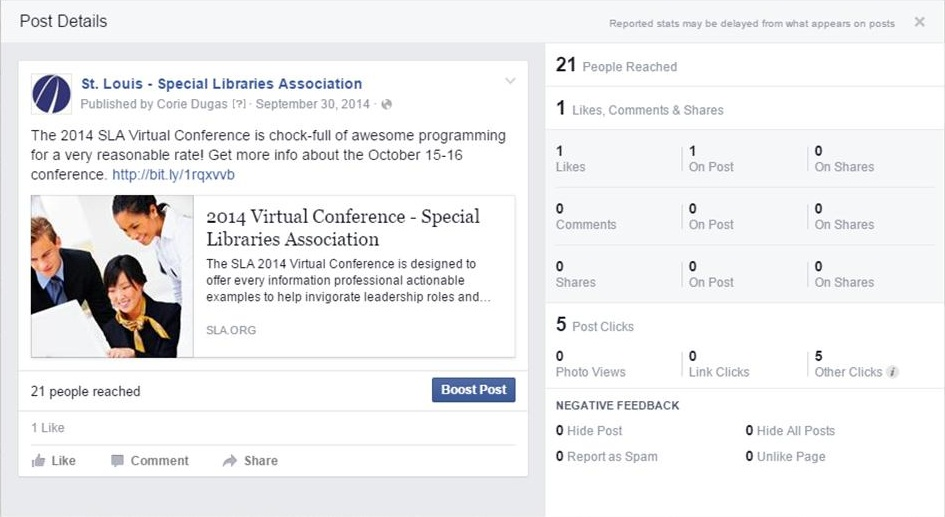 Post Details
Reported stats may be delayed from what appears on posts
St. Louis - Special Libraries Association
Published by Corie Dugas [?] · September 30, 2014 ·
The 2014 SLA Virtual Conference is chock-full of awesome programming
for a very reasonable rate! Get more info about the October 15-16
conference. http://bit.ly/1rqxvvb
2014 Virtual Conference - Special
Libraries Association
The SLA 2014 Virtual Conference is designed to
offer every information professional actionable
examples to help invigorate leadership roles and...
SLA.ORG
21 people reached
Boost Post
1 Like
Like Comment Share
21 People Reached
1 Likes, Comments & Shares
1 1 0
Likes On Post On Shares
0 0 0
Comments On Post On Shares
0 0 0
Shares On Post On Shares
5 Post Clicks
0 0 5
Photo Views Link Clicks Other Clicks
NEGATIVE FEEDBACK
0 Hide Post 0 Hide All Posts
0 Report as Spam 0 Unlike Page